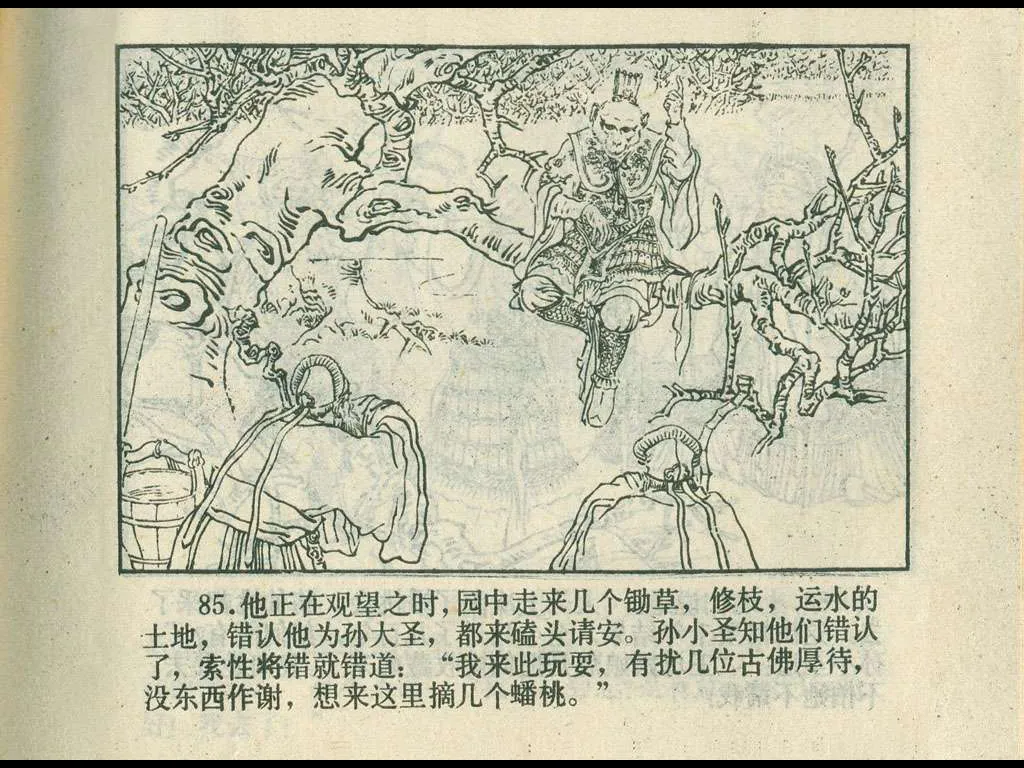 85.他正在观望之时,园中走来几个锄草，修枝，运水的
土地，错认他为孙大圣，都来磕头请安。孙小圣知他们错认
了，索性将错就错道：“我来此玩耍，有扰几位古佛厚待，
没东西作谢，想来这里摘几个蟠桃。”